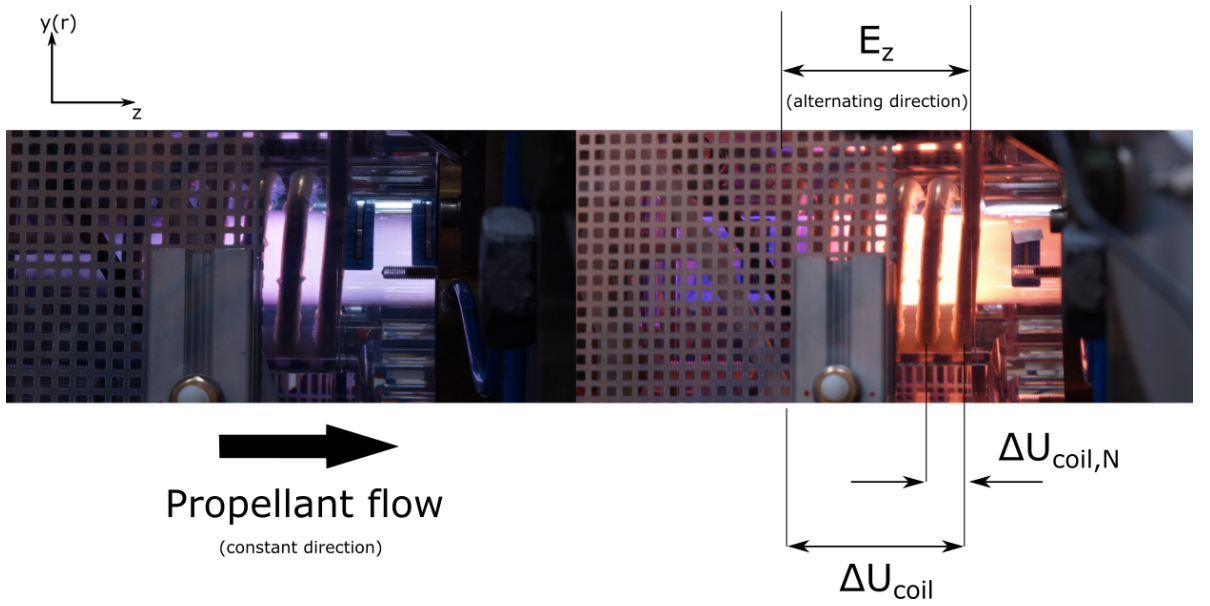 y(r)
z
E_z
(alternating direction)
Propellant flow
(constant direction)
ΔU_coil,N
ΔU_coil